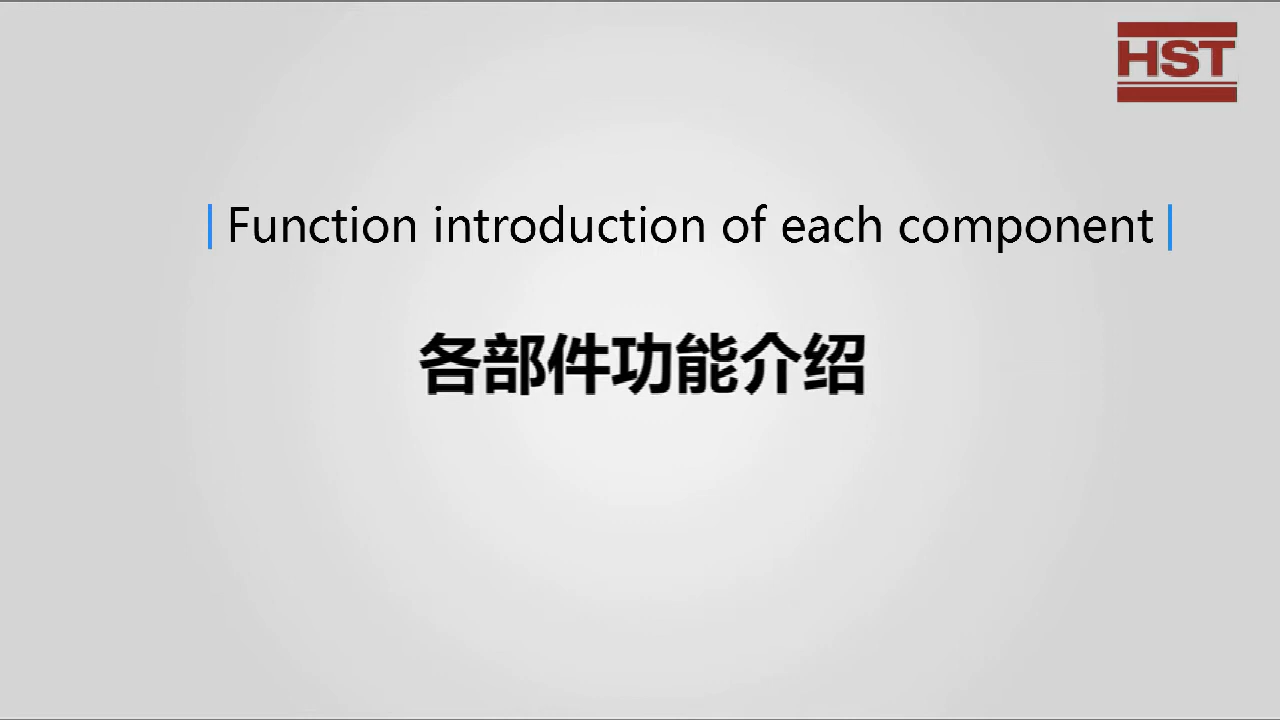 HST
Function introduction of each component
各部件功能介绍